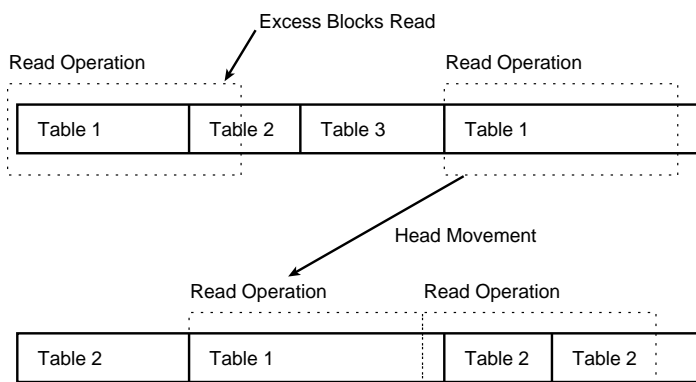 Excess Blocks Read
Read Operation Read Operation
Table 1 Table 2 Table 3 Table 1
Head Movement
Read Operation Read Operation
Table 2 Table 1 Table 2 Table 2